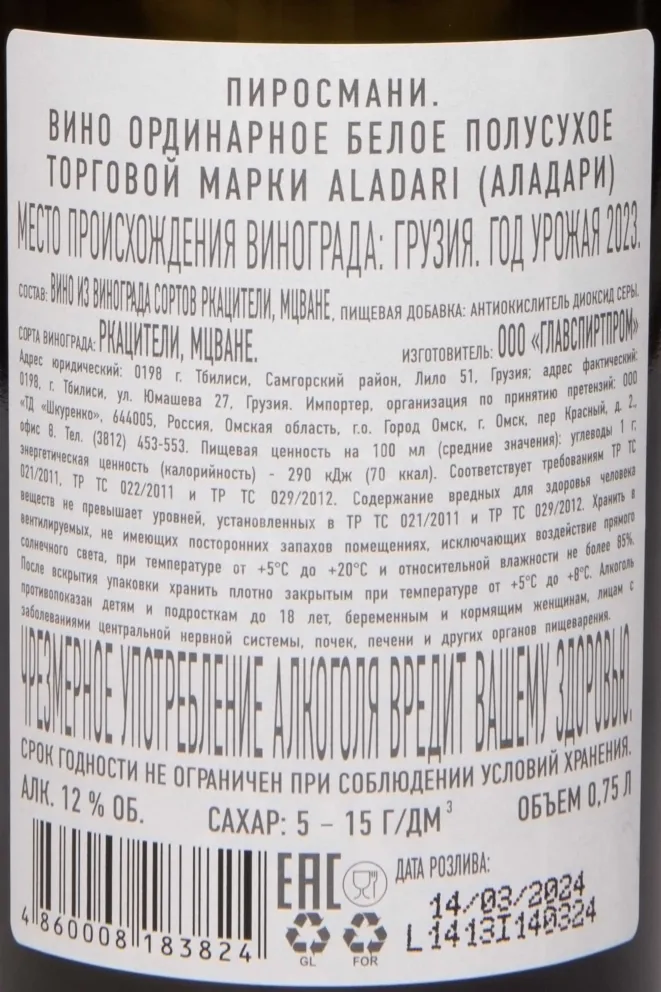 ПИРОСМАНИ.
ВИНО ОРДИНАРНОЕ БЕЛОЕ ПОЛУСУХОЕ
ТОРГОВОЙ МАРКИ ALADARI (АЛАДАРИ)
МЕСТО ПРОИСХОЖДЕНИЯ ВИНОГРАДА: ГРУЗИЯ. ГОД УРОЖАЯ 2023.
СОСТАВ: ВИНО ИЗ ВИНОГРАДА СОРТОВ РКАЦИТЕЛИ, МЦВАНЕ, ПИЩЕВАЯ ДОБАВКА: АНТИОКИСЛИТЕЛЬ ДИОКСИД СЕРЫ.
СОРТА ВИНОГРАДА: РКАЦИТЕЛИ, МЦВАНЕ. ИЗГОТОВИТЕЛЬ: ООО «ГЛАВСПИРТПРОМ»
Адрес юридический: 0198 г. Тбилиси, Самгорский район, Лило 51, Грузия; адрес фактический:
0198, г. Тбилиси, ул. Юмашева 27, Грузия. Импортер, организация по принятию претензий: ООО
«ТД «Шкуренко», 644005, Россия, Омская область, г.о. Город Омск, г. Омск, пер Красный, д. 2,
офис 8. Тел. (3812) 453-553. Пищевая ценность на 100 мл (средние значения): углеводы 1 г;
энергетическая ценность (калорийность) - 290 кДж (70 ккал). Соответствует требованиям ТР ТС
021/2011, ТР ТС 022/2011 и ТР ТС 029/2012. Содержание вредных для здоровья человека
веществ не превышает уровней, установленных в ТР ТС 021/2011 и ТР ТС 029/2012. Хранить в
вентилируемых, не имеющих посторонних запахов помещениях, исключающих воздействие прямого
солнечного света, при температуре от +5°С до +20°С и относительной влажности не более 85%.
После вскрытия упаковки хранить плотно закрытым при температуре от +5°С до +8°С. Алкоголь
противопоказан детям и подросткам до 18 лет, беременным и кормящим женщинам, лицам с
заболеваниями центральной нервной системы, почек, печени и других органов пищеварения.
ЧРЕЗМЕРНОЕ УПОТРЕБЛЕНИЕ АЛКОГОЛЯ ВРЕДИТ ВАШЕМУ ЗДОРОВЬЮ.
СРОК ГОДНОСТИ НЕ ОГРАНИЧЕН ПРИ СОБЛЮДЕНИИ УСЛОВИЙ ХРАНЕНИЯ.
АЛК. 12 % ОБ. САХАР: 5 – 15 Г/ДМ³ ОБЪЕМ 0,75 Л
EAC ДАТА РОЗЛИВА:
14/03/2024
L1413I140324
4 860008 183824
GL FOR